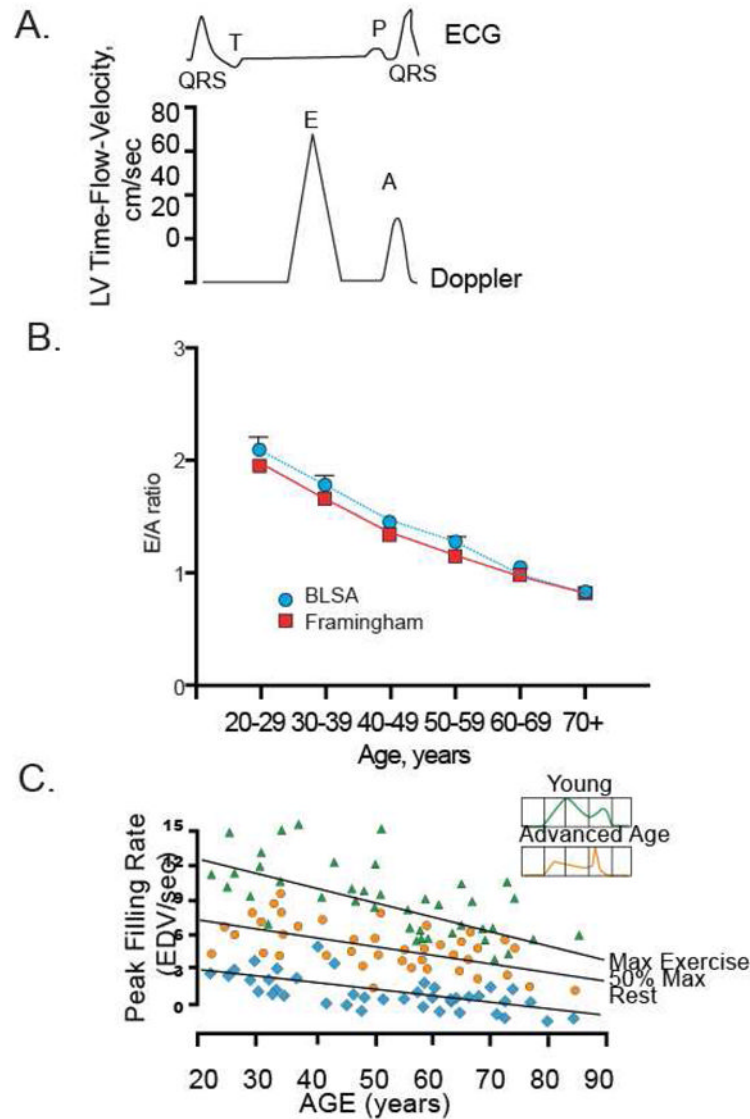 A.
ECG
T
P
QRS
QRS
LV Time-Flow-Velocity,
cm/sec
80
60
40
20
0
E
A
Doppler
B.
E/A ratio
3
2
1
0
BLSA
Framingham
20-29 30-39 40-49 50-59 60-69 70+
Age, years
C.
Young
Advanced Age
Peak Filling Rate
(EDV/sec)
15
12
9
6
3
0
Max Exercise
50% Max
Rest
20 30 40 50 60 70 80 90
AGE (years)